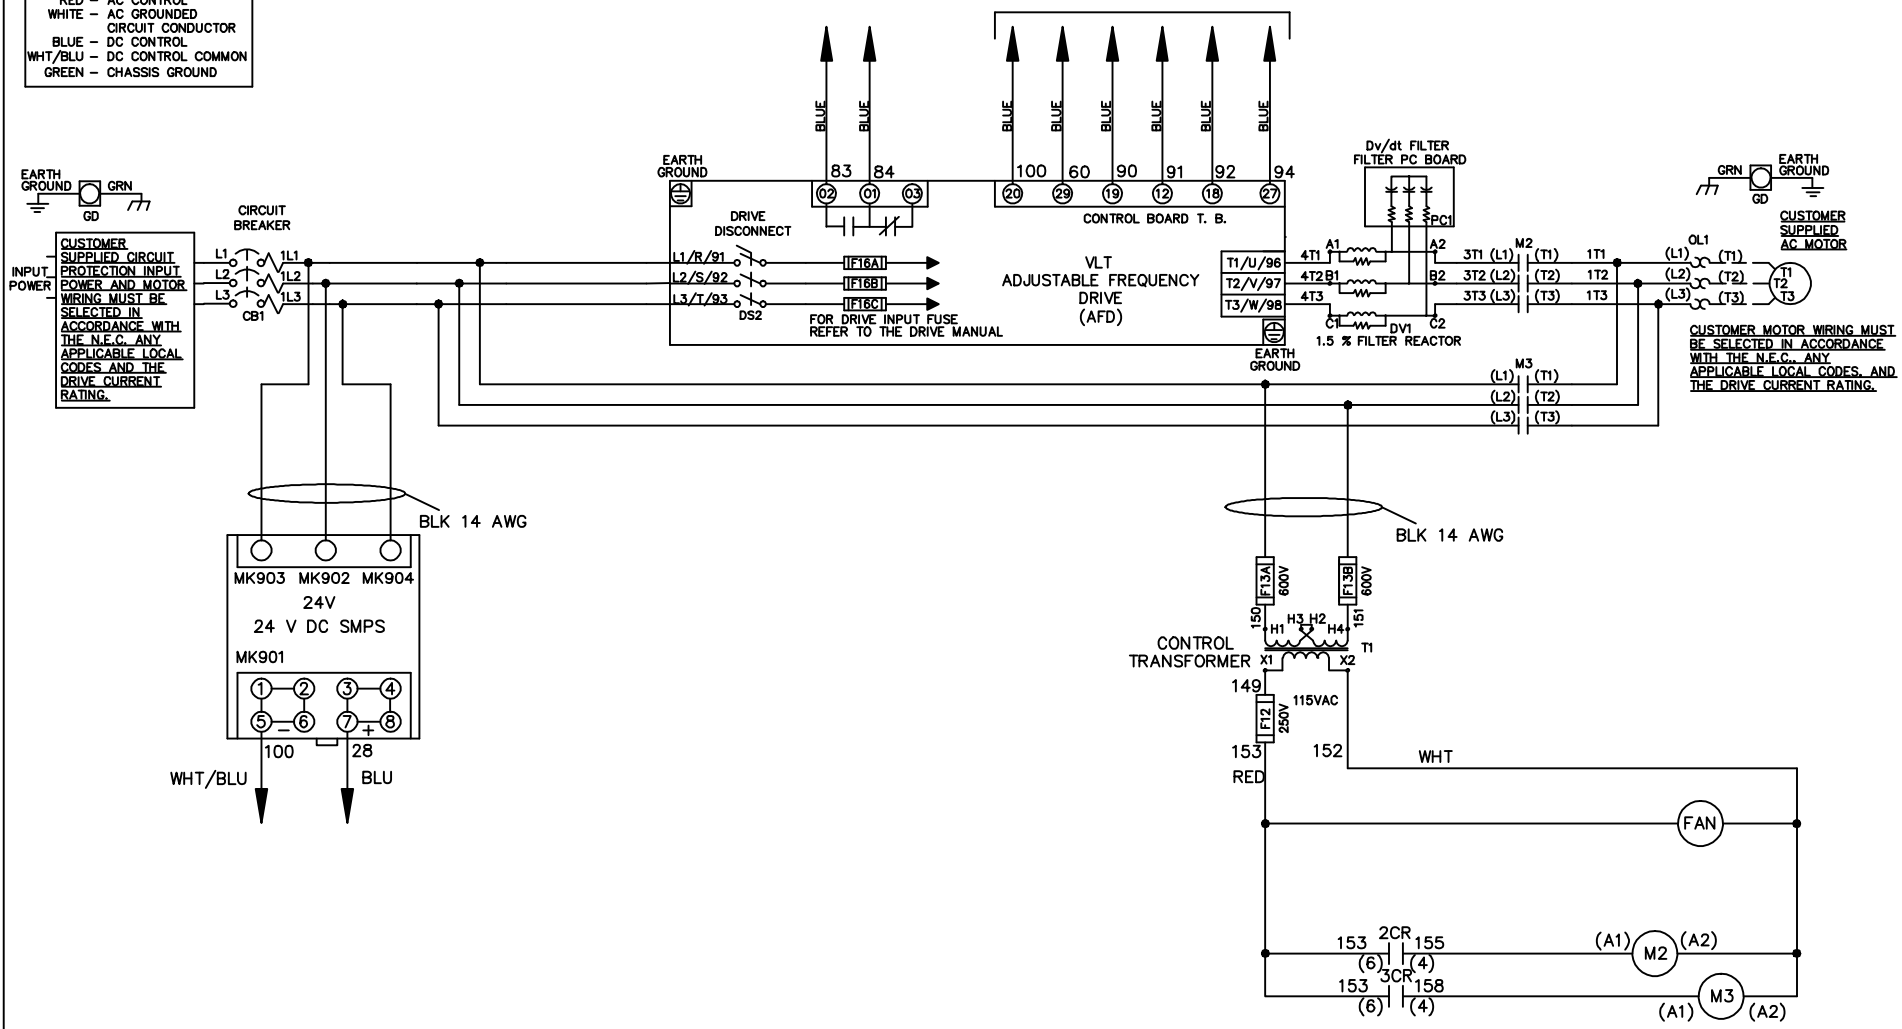 RED – AC CONTROL
WHITE – AC GROUNDED
CIRCUIT CONDUCTOR
BLUE – DC CONTROL
WHT/BLU – DC CONTROL COMMON
GREEN – CHASSIS GROUND
EARTH
GROUND
GRN
GD
CUSTOMER
SUPPLIED CIRCUIT
PROTECTION INPUT
POWER AND MOTOR
WIRING MUST BE
SELECTED IN
ACCORDANCE WITH
THE N.E.C. ANY
APPLICABLE LOCAL
CODES AND THE
DRIVE CURRENT
RATING.
INPUT
POWER
CIRCUIT
BREAKER
L1 1L1
L2 1L2
L3 1L3
CB1
EARTH
GROUND
BLUE BLUE
83 84
02 01 03
BLUE BLUE BLUE BLUE BLUE BLUE
100 60 90 91 92 94
20 29 19 12 18 27
CONTROL BOARD T. B.
DRIVE
DISCONNECT
L1/R/91
L2/S/92
L3/T/93
DS2
F16A
F16B
F16C
FOR DRIVE INPUT FUSE
REFER TO THE DRIVE MANUAL
VLT
ADJUSTABLE FREQUENCY
DRIVE
(AFD)
T1/U/96
T2/V/97
T3/W/98
EARTH
GROUND
Dv/dt FILTER
FILTER PC BOARD
PC1
4T1 A1 A2
4T2 B1 B2
4T3 C1 C2
DV1
1.5 % FILTER REACTOR
M2
3T1 (L1) (T1) 1T1
3T2 (L2) (T2) 1T2
3T3 (L3) (T3) 1T3
OL1
(L1) (T1)
(L2) (T2)
(L3) (T3)
T1
T2
T3
GRN
GD
EARTH
GROUND
CUSTOMER
SUPPLIED
AC MOTOR
CUSTOMER MOTOR WIRING MUST
BE SELECTED IN ACCORDANCE
WITH THE N.E.C., ANY
APPLICABLE LOCAL CODES, AND
THE DRIVE CURRENT RATING.
M3
(L1) (T1)
(L2) (T2)
(L3) (T3)
BLK 14 AWG
MK903 MK902 MK904
24V
24 V DC SMPS
MK901
1 2 3 4
5 6 7 8
– +
100 28
WHT/BLU BLU
BLK 14 AWG
F13A 600V
F13B 600V
150 151
H1 H3 H2 H4
T1
CONTROL
TRANSFORMER
X1 X2
149
115VAC
F12 250V
153 152
RED
WHT
FAN
2CR
153 155
(6) (4)
(A1) M2 (A2)
3CR
153 158
(6) (4)
(A1) M3 (A2)